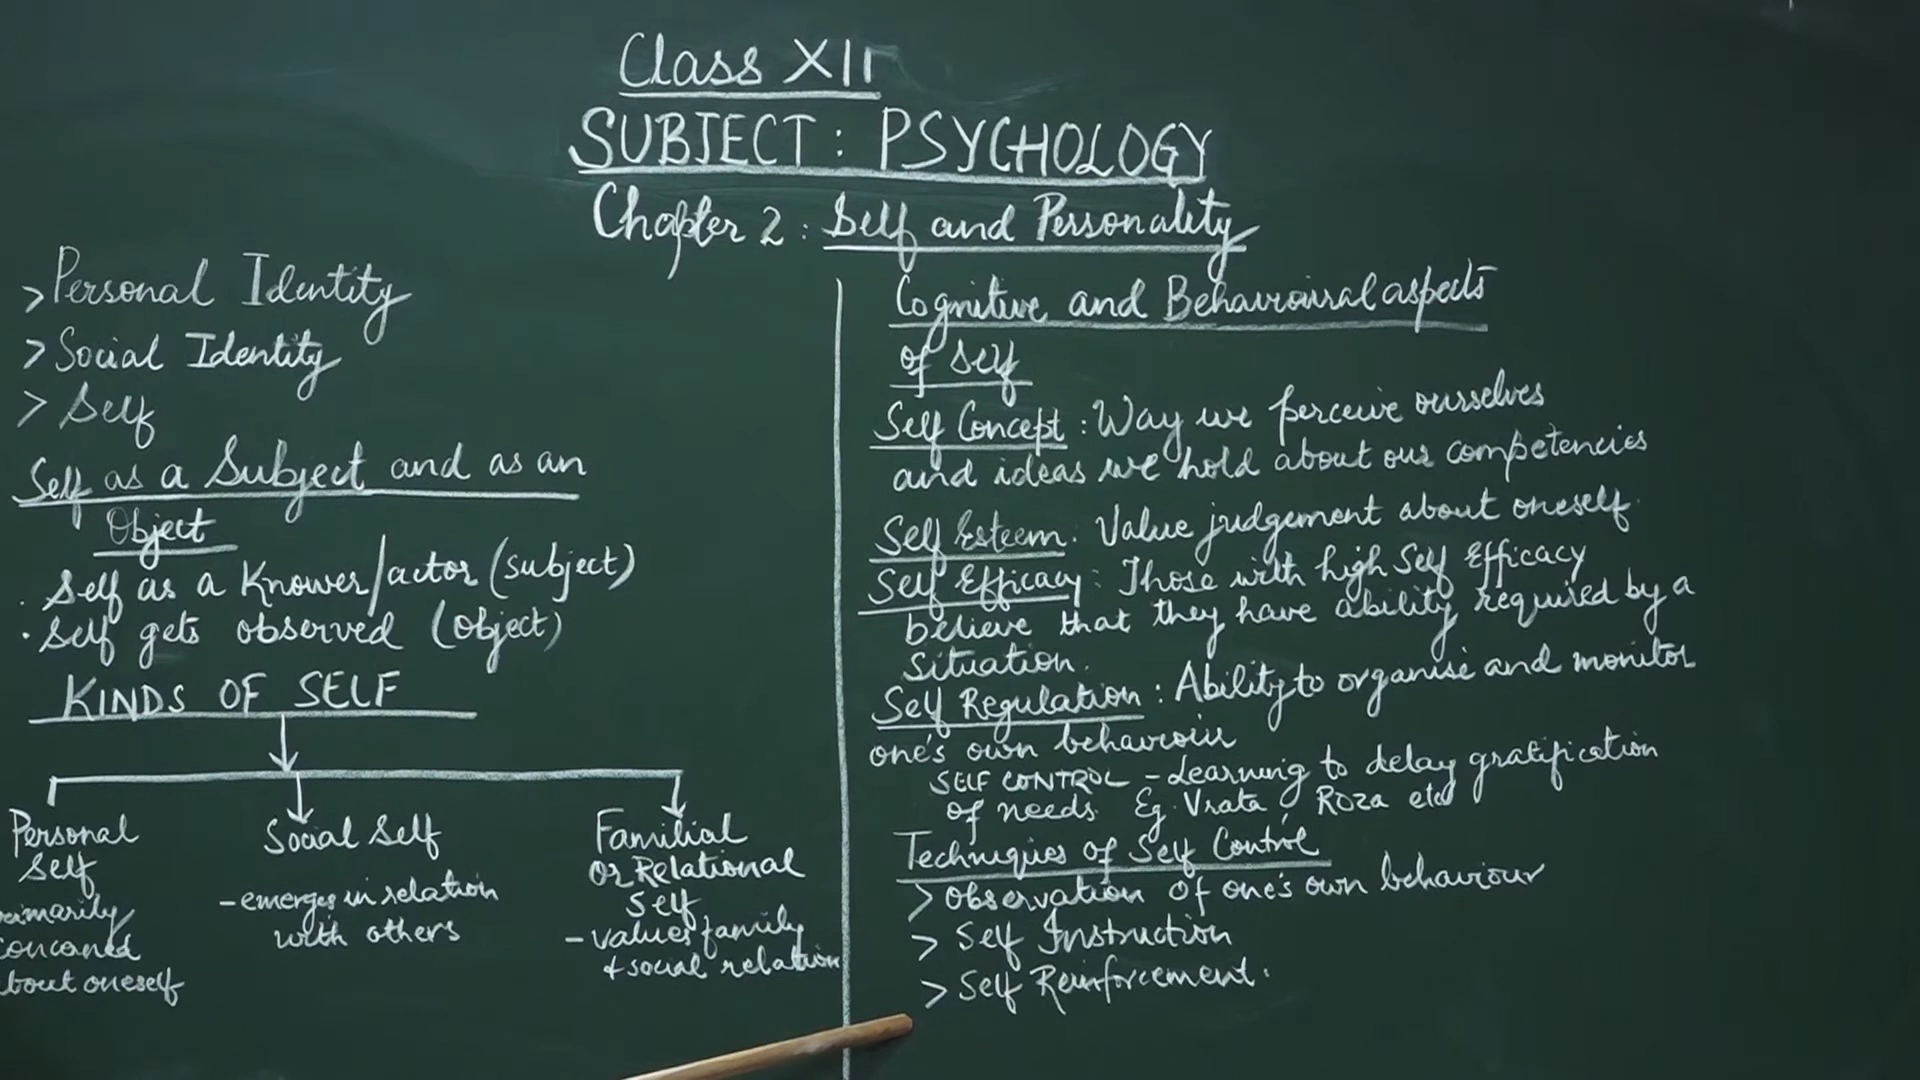 Class XII
SUBJECT: PSYCHOLOGY
Chapter 2: Self and Personality
> Personal Identity
> Social Identity
> Self
Self as a Subject and as an
Object
· Self as a Knower/actor (subject)
· Self gets observed (object)
KINDS OF SELF
Personal
Self
concerned
about oneself
Social Self
- emerges in relation
with others
Familial
Or Relational
Self
- values family
+ social relation
Cognitive and Behavioural aspects
of Self
Self Concept: Way we perceive ourselves
and ideas we hold about our competencies
Self Esteem: Value judgement about oneself.
Self Efficacy: Those with high Self Efficacy
believe that they have ability required by a
Situation.
Self Regulation: Ability to organise and monitor
one's own behaviour
SELF CONTROL - Learning to delay gratification
of needs. Eg. Vrata, Roza etc
Techniques of Self Control
> Observation of one's own behaviour
> Self Instruction
> Self Reinforcement.